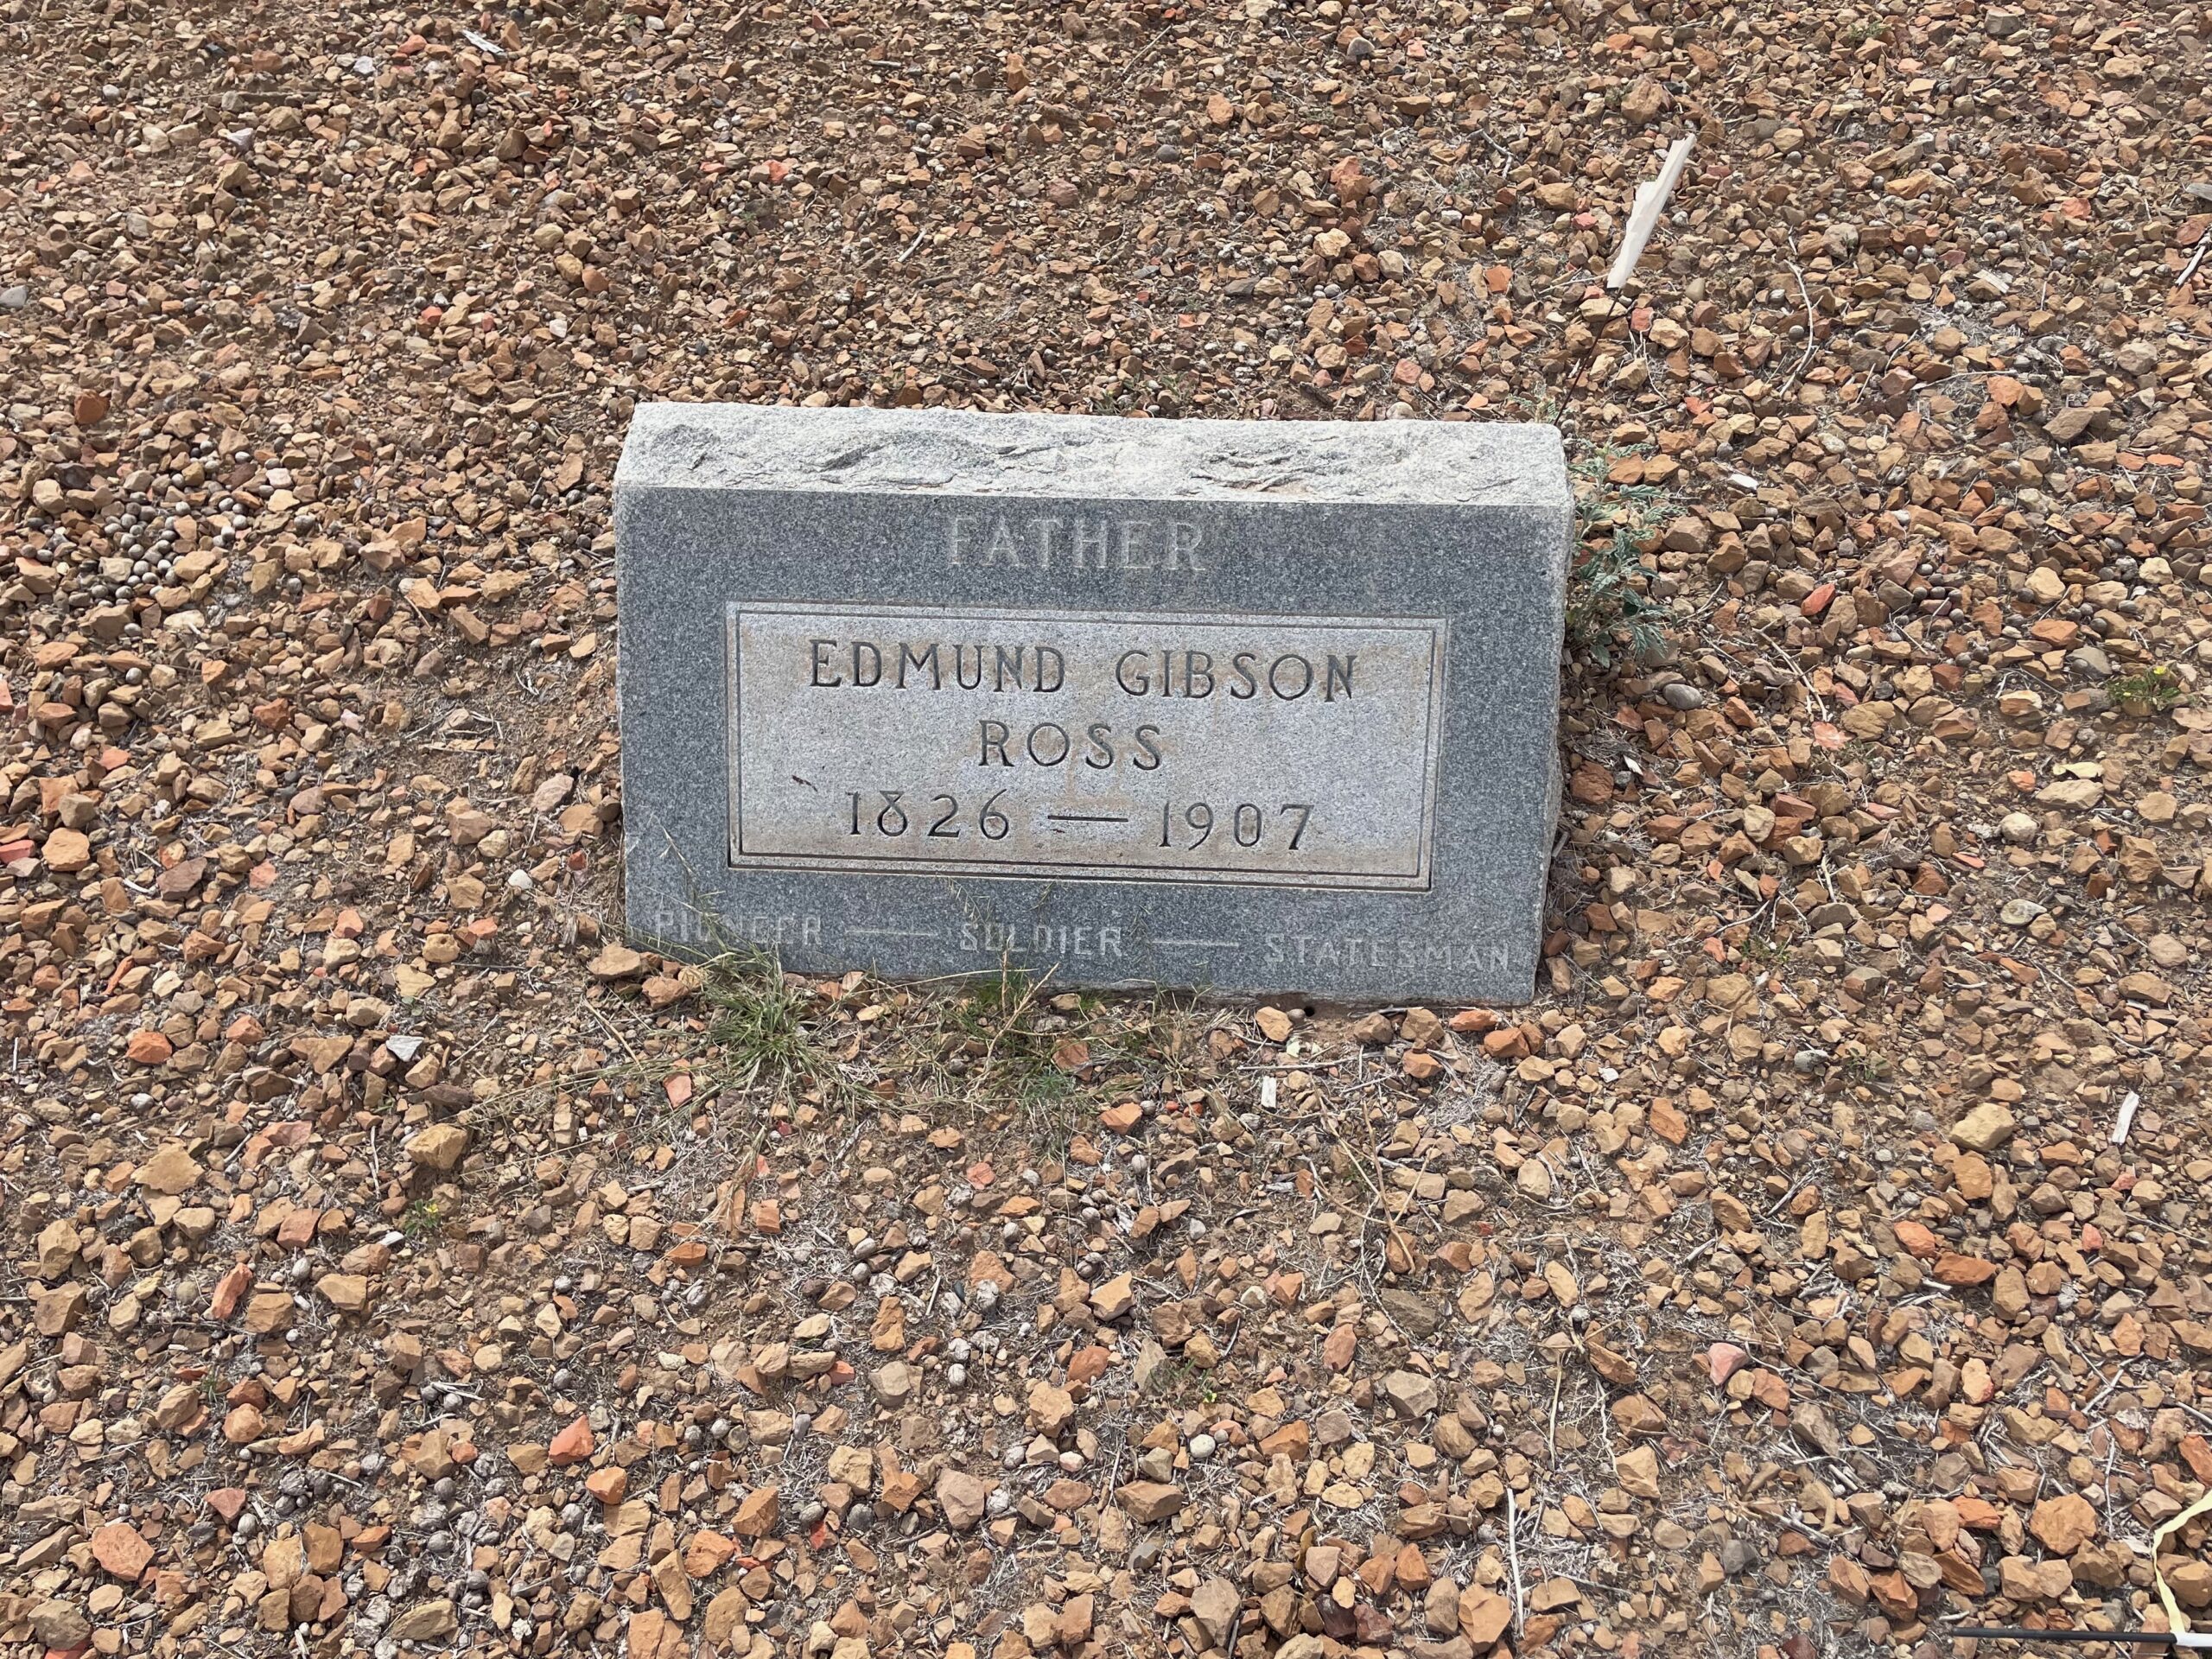 FATHER
EDMUND GIBSON
ROSS
1826 — 1907
PIONEER — SOLDIER — STATESMAN